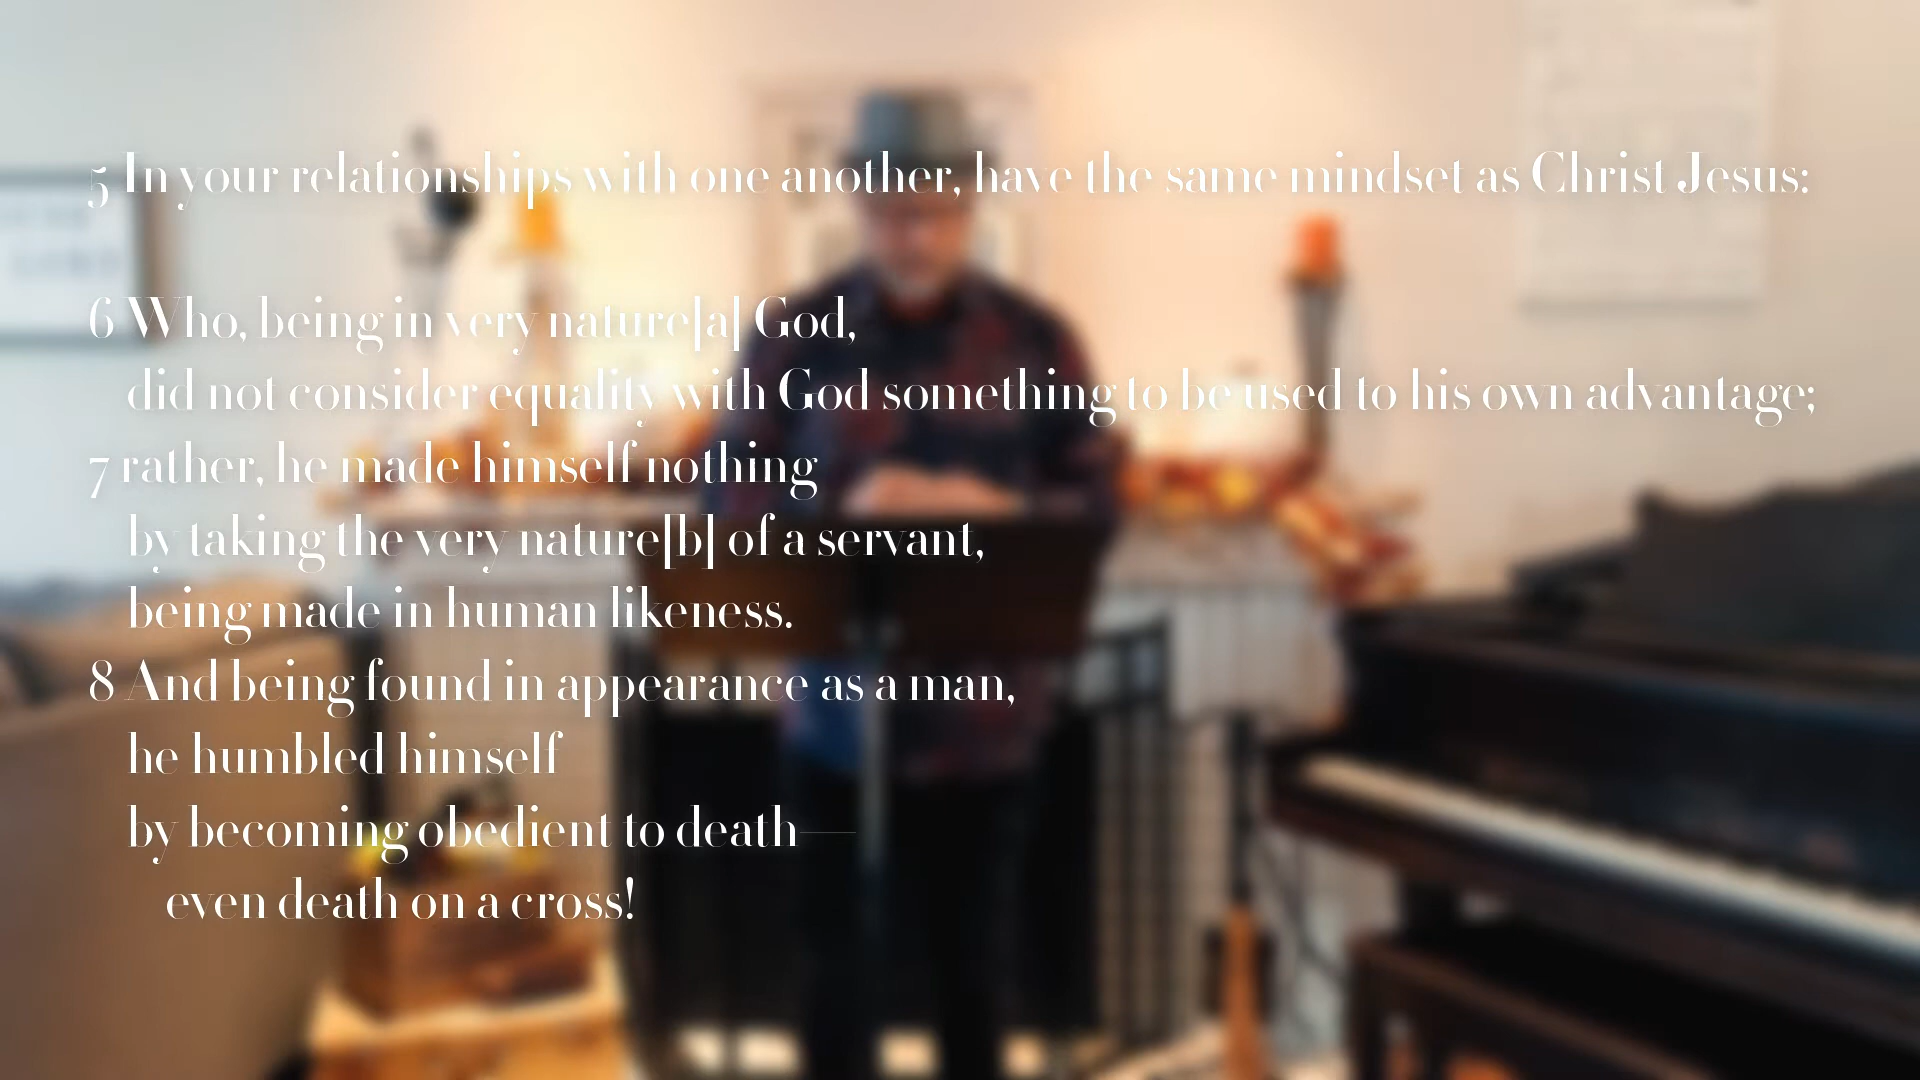 5 In your relationships with one another, have the same mindset as Christ Jesus:
6 Who, being in very nature[a] God,
did not consider equality with God something to be used to his own advantage;
7 rather, he made himself nothing
by taking the very nature[b] of a servant,
being made in human likeness.
8 And being found in appearance as a man,
he humbled himself
by becoming obedient to death—
even death on a cross!